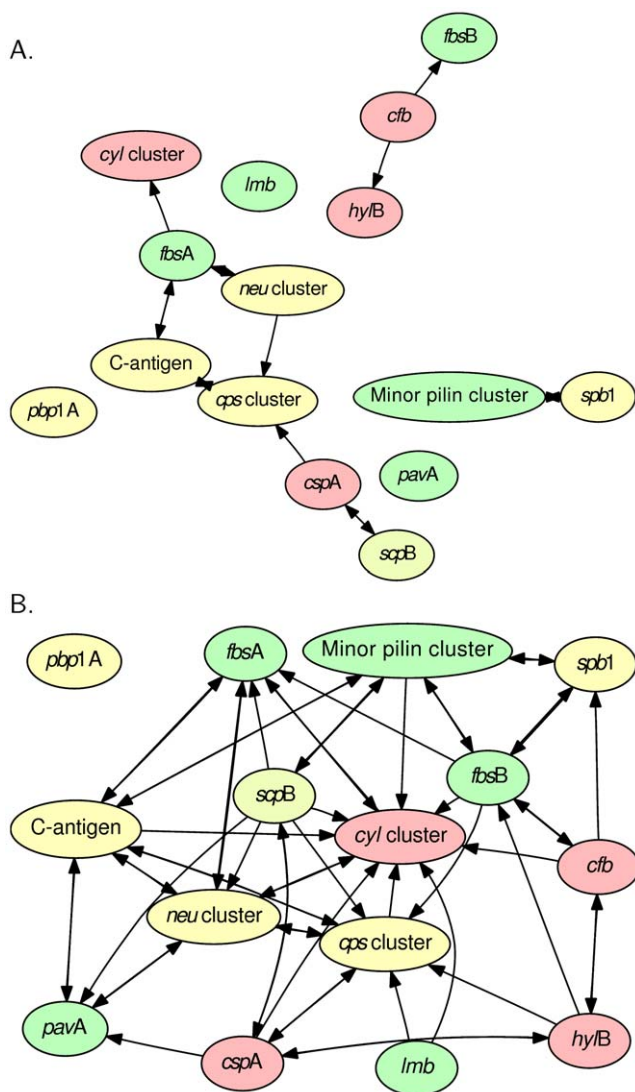 A.
fbsB
cfb
cyl cluster
lmb
hylB
fbsA
neu cluster
C-antigen
cps cluster
Minor pilin cluster
spb1
pbp1A
cspA
pavA
scpB
B.
pbp1A
fbsA
Minor pilin cluster
spb1
scpB
fbsB
C-antigen
cyl cluster
cfb
neu cluster
cps cluster
pavA
cspA
lmb
hylB